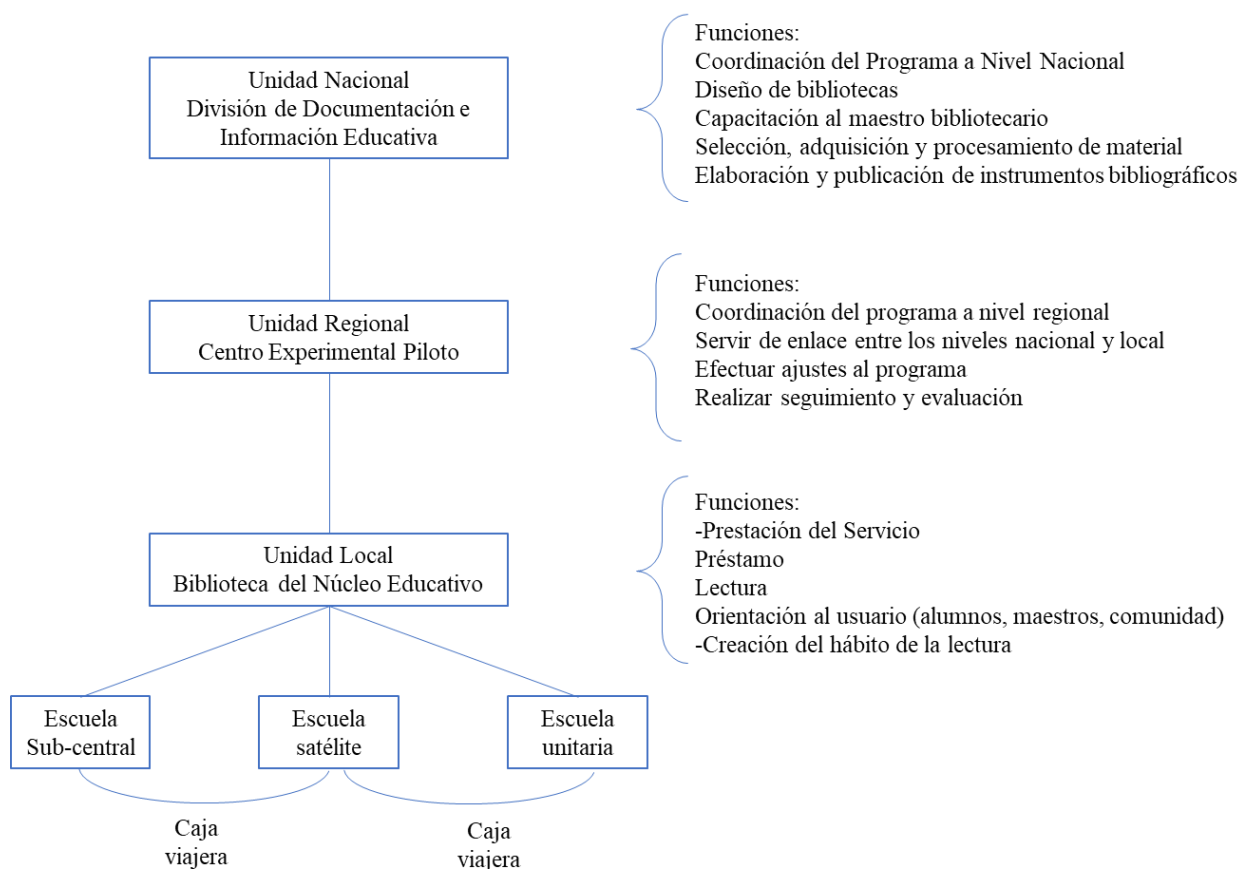 Unidad Nacional
División de Documentación e
Información Educativa
Funciones:
Coordinación del Programa a Nivel Nacional
Diseño de bibliotecas
Capacitación al maestro bibliotecario
Selección, adquisición y procesamiento de material
Elaboración y publicación de instrumentos bibliográficos
Unidad Regional
Centro Experimental Piloto
Funciones:
Coordinación del programa a nivel regional
Servir de enlace entre los niveles nacional y local
Efectuar ajustes al programa
Realizar seguimiento y evaluación
Unidad Local
Biblioteca del Núcleo Educativo
Funciones:
-Prestación del Servicio
Préstamo
Lectura
Orientación al usuario (alumnos, maestros, comunidad)
-Creación del hábito de la lectura
Escuela
Sub-central
Escuela
satélite
Escuela
unitaria
Caja
viajera
Caja
viajera